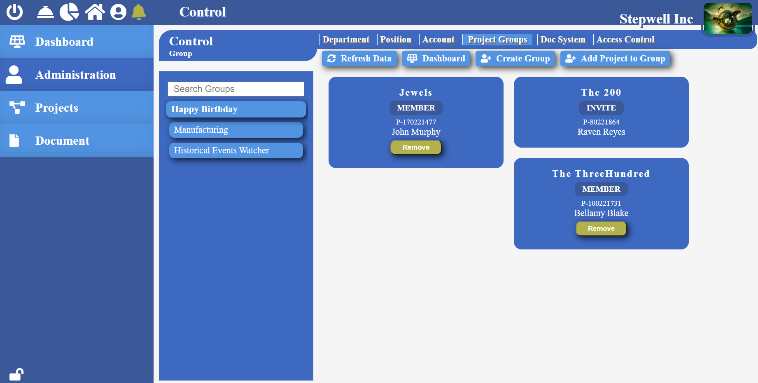 Control
Stepwell Inc
Dashboard
Administration
Projects
Document
Control
Group
Department
Position
Account
Project Groups
Doc System
Access Control
Refresh Data
Dashboard
Create Group
Add Project to Group
Search Groups
Happy Birthday
Manufacturing
Historical Events Watcher
Jewels
MEMBER
P-170221477
John Murphy
Remove
The 200
INVITE
P-80221864
Raven Reyes
The ThreeHundred
MEMBER
P-100221731
Bellamy Blake
Remove